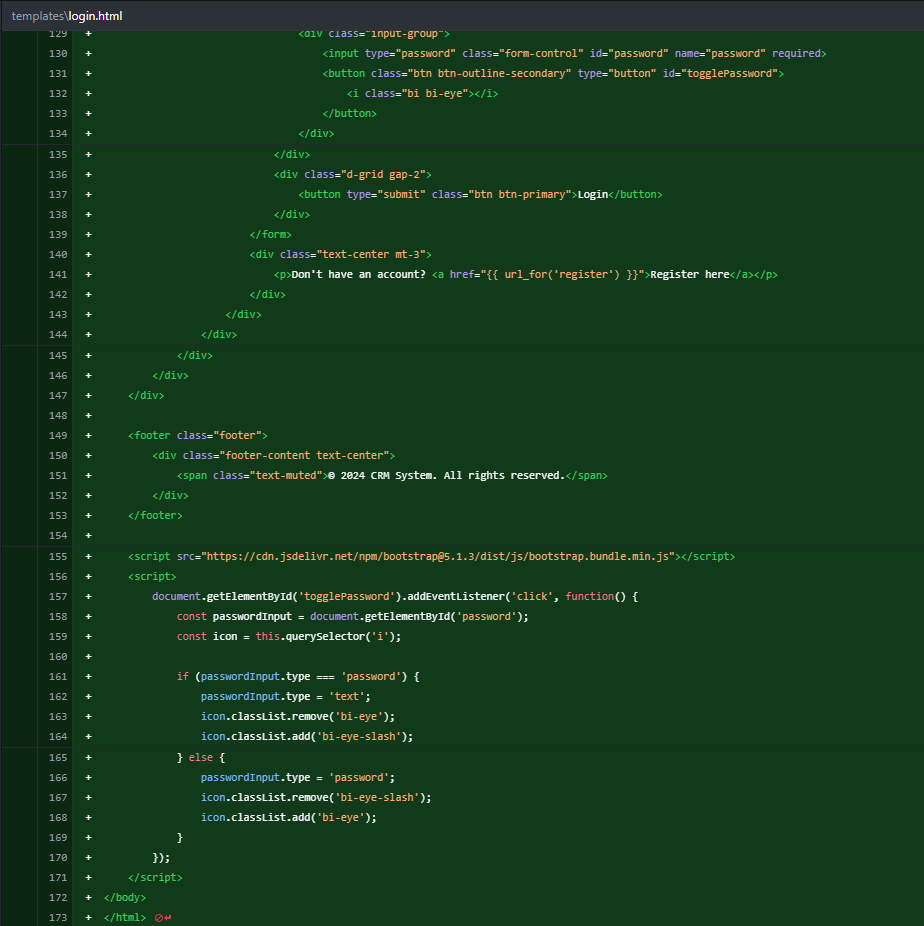 templates\login.html
129 + <div class="input-group">
130 + <input type="password" class="form-control" id="password" name="password" required>
131 + <button class="btn btn-outline-secondary" type="button" id="togglePassword">
132 + <i class="bi bi-eye"></i>
133 + </button>
134 + </div>
135 + </div>
136 + <div class="d-grid gap-2">
137 + <button type="submit" class="btn btn-primary">Login</button>
138 + </div>
139 + </form>
140 + <div class="text-center mt-3">
141 + <p>Don't have an account? <a href="{{ url_for('register') }}">Register here</a></p>
142 + </div>
143 + </div>
144 + </div>
145 + </div>
146 + </div>
147 + </div>
148 +
149 + <footer class="footer">
150 + <div class="footer-content text-center">
151 + <span class="text-muted">© 2024 CRM System. All rights reserved.</span>
152 + </div>
153 + </footer>
154 +
155 + <script src="https://cdn.jsdelivr.net/npm/bootstrap@5.1.3/dist/js/bootstrap.bundle.min.js"></script>
156 + <script>
157 + document.getElementById('togglePassword').addEventListener('click', function() {
158 + const passwordInput = document.getElementById('password');
159 + const icon = this.querySelector('i');
160 +
161 + if (passwordInput.type === 'password') {
162 + passwordInput.type = 'text';
163 + icon.classList.remove('bi-eye');
164 + icon.classList.add('bi-eye-slash');
165 + } else {
166 + passwordInput.type = 'password';
167 + icon.classList.remove('bi-eye-slash');
168 + icon.classList.add('bi-eye');
169 + }
170 + });
171 + </script>
172 + </body>
173 + </html>